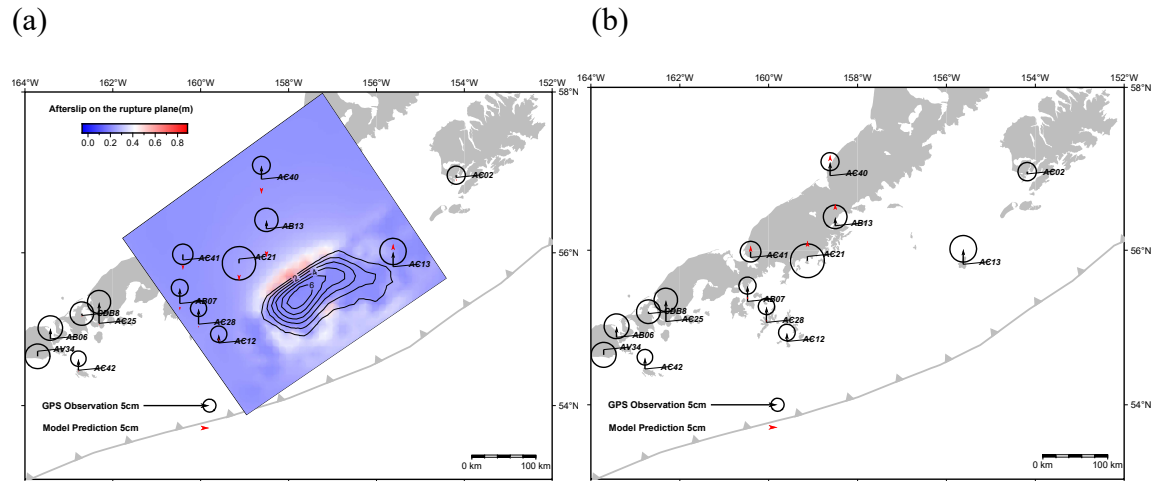 (a)
(b)
164°W 162°W 160°W 158°W 156°W 154°W 152°W
58°N
56°N
54°N
Afterslip on the rupture plane(m)
0.0 0.4 0.8
AC40
AC02
AB13
AC41
AC21
AC13
2 4
6
AB07
CDB8
AC25
AC28
AB06
AC12
AV34
AC42
GPS Observation 5cm
Model Prediction 5cm
0 km 100 km
164°W 162°W 160°W 158°W 156°W 154°W 152°W
58°N
56°N
54°N
AC40
AC02
AB13
AC41
AC21
AC13
AB07
CDB8
AC25
AC28
AB06
AC12
AV34
AC42
GPS Observation 5cm
Model Prediction 5cm
0 km 100 km